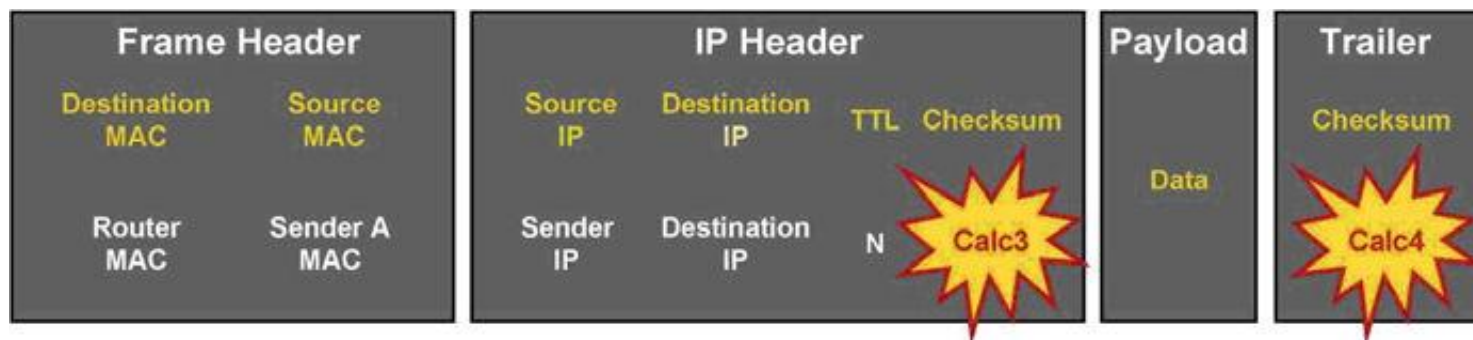 Frame Header
Destination
MAC
Source
MAC
Router
MAC
Sender A
MAC
IP Header
Source
IP
Destination
IP
TTL
Checksum
Sender
IP
Destination
IP
N
Calc3
Payload
Data
Trailer
Checksum
Calc4